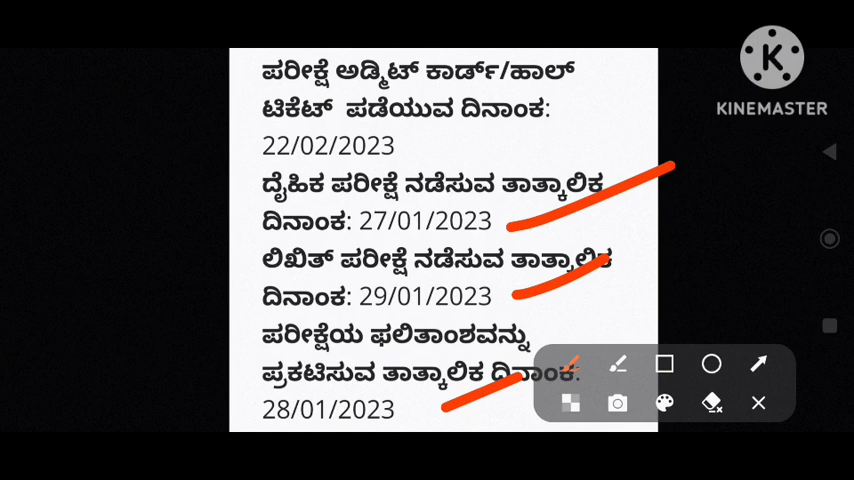 ಪರೀಕ್ಷೆ ಅಡ್ಮಿಟ್ ಕಾರ್ಡ್/ಹಾಲ್
ಟಿಕೆಟ್ ಪಡೆಯುವ ದಿನಾಂಕ:
22/02/2023
ದೈಹಿಕ ಪರೀಕ್ಷೆ ನಡೆಸುವ ತಾತ್ಕಾಲಿಕ
ದಿನಾಂಕ: 27/01/2023
ಲಿಖಿತ್ ಪರೀಕ್ಷೆ ನಡೆಸುವ ತಾತ್ಕಾಲಿಕ
ದಿನಾಂಕ: 29/01/2023
ಪರೀಕ್ಷೆಯ ಫಲಿತಾಂಶವನ್ನು
ಪ್ರಕಟಿಸುವ ತಾತ್ಕಾಲಿಕ ದಿನಾಂಕ:
28/01/2023
K
KINEMASTER